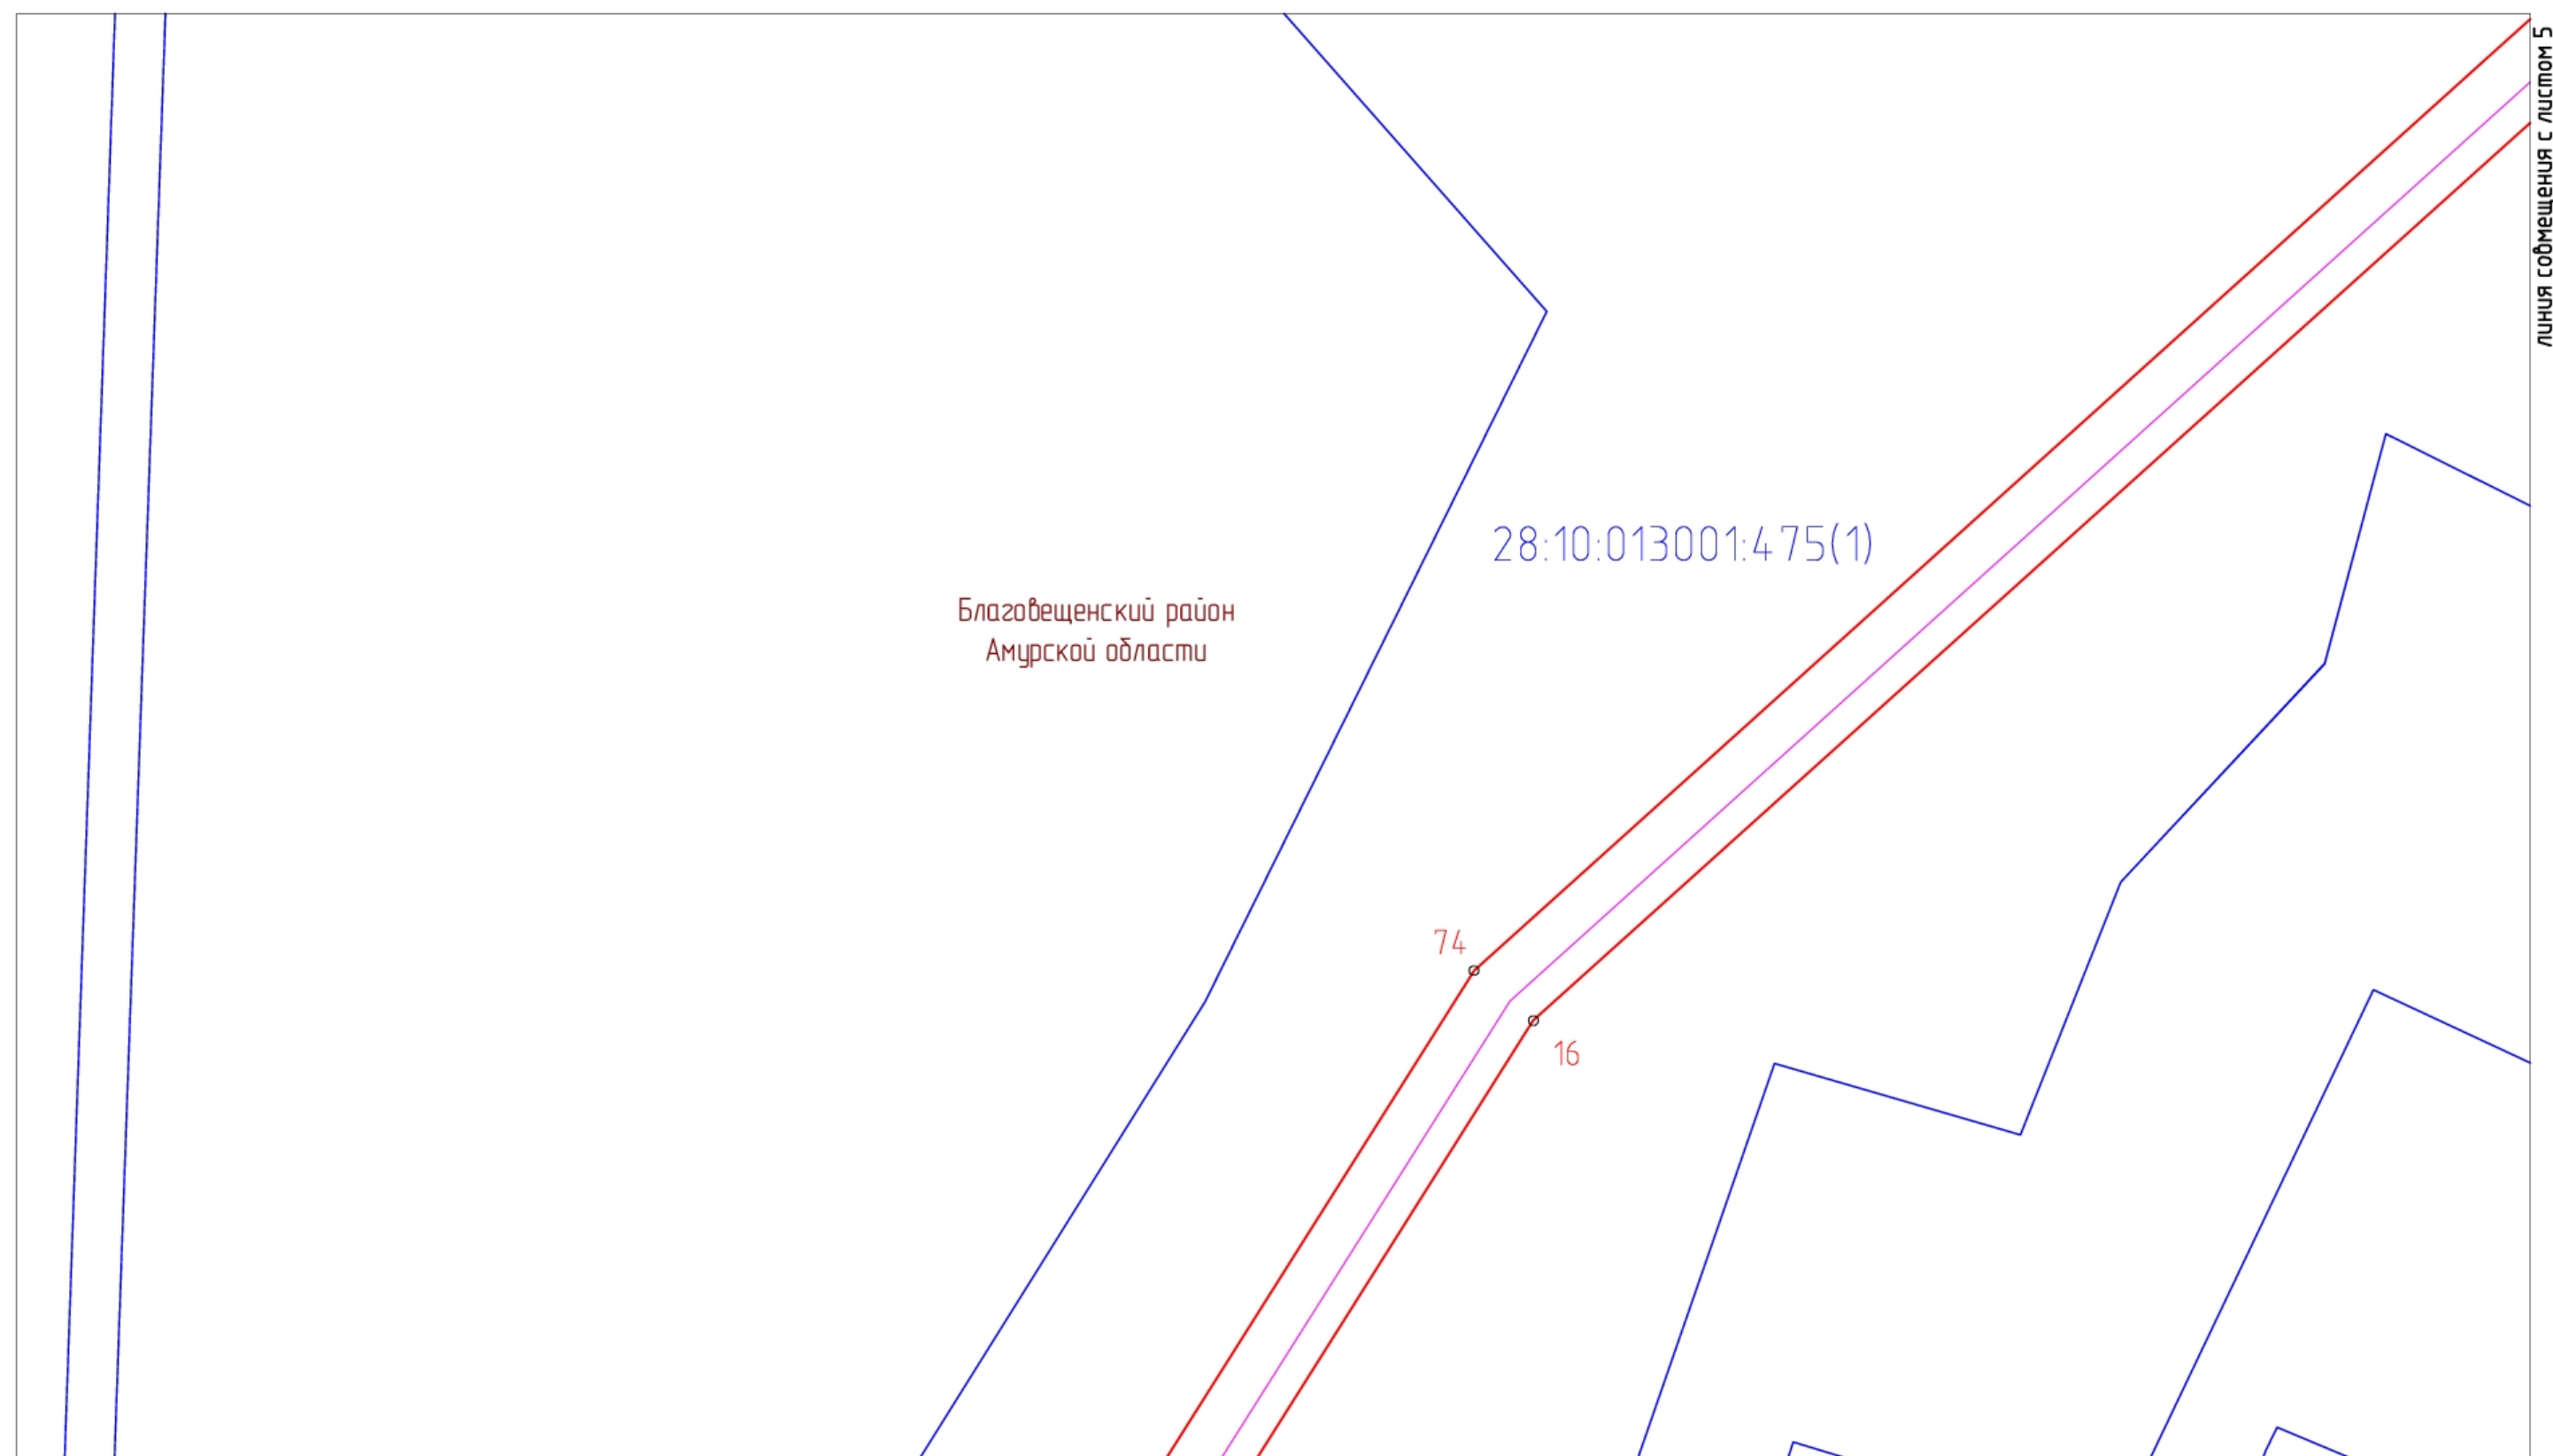 линия совмещения с листом 5
28:10:013001:475(1)
Благовещенский район
Амурской области
74
16